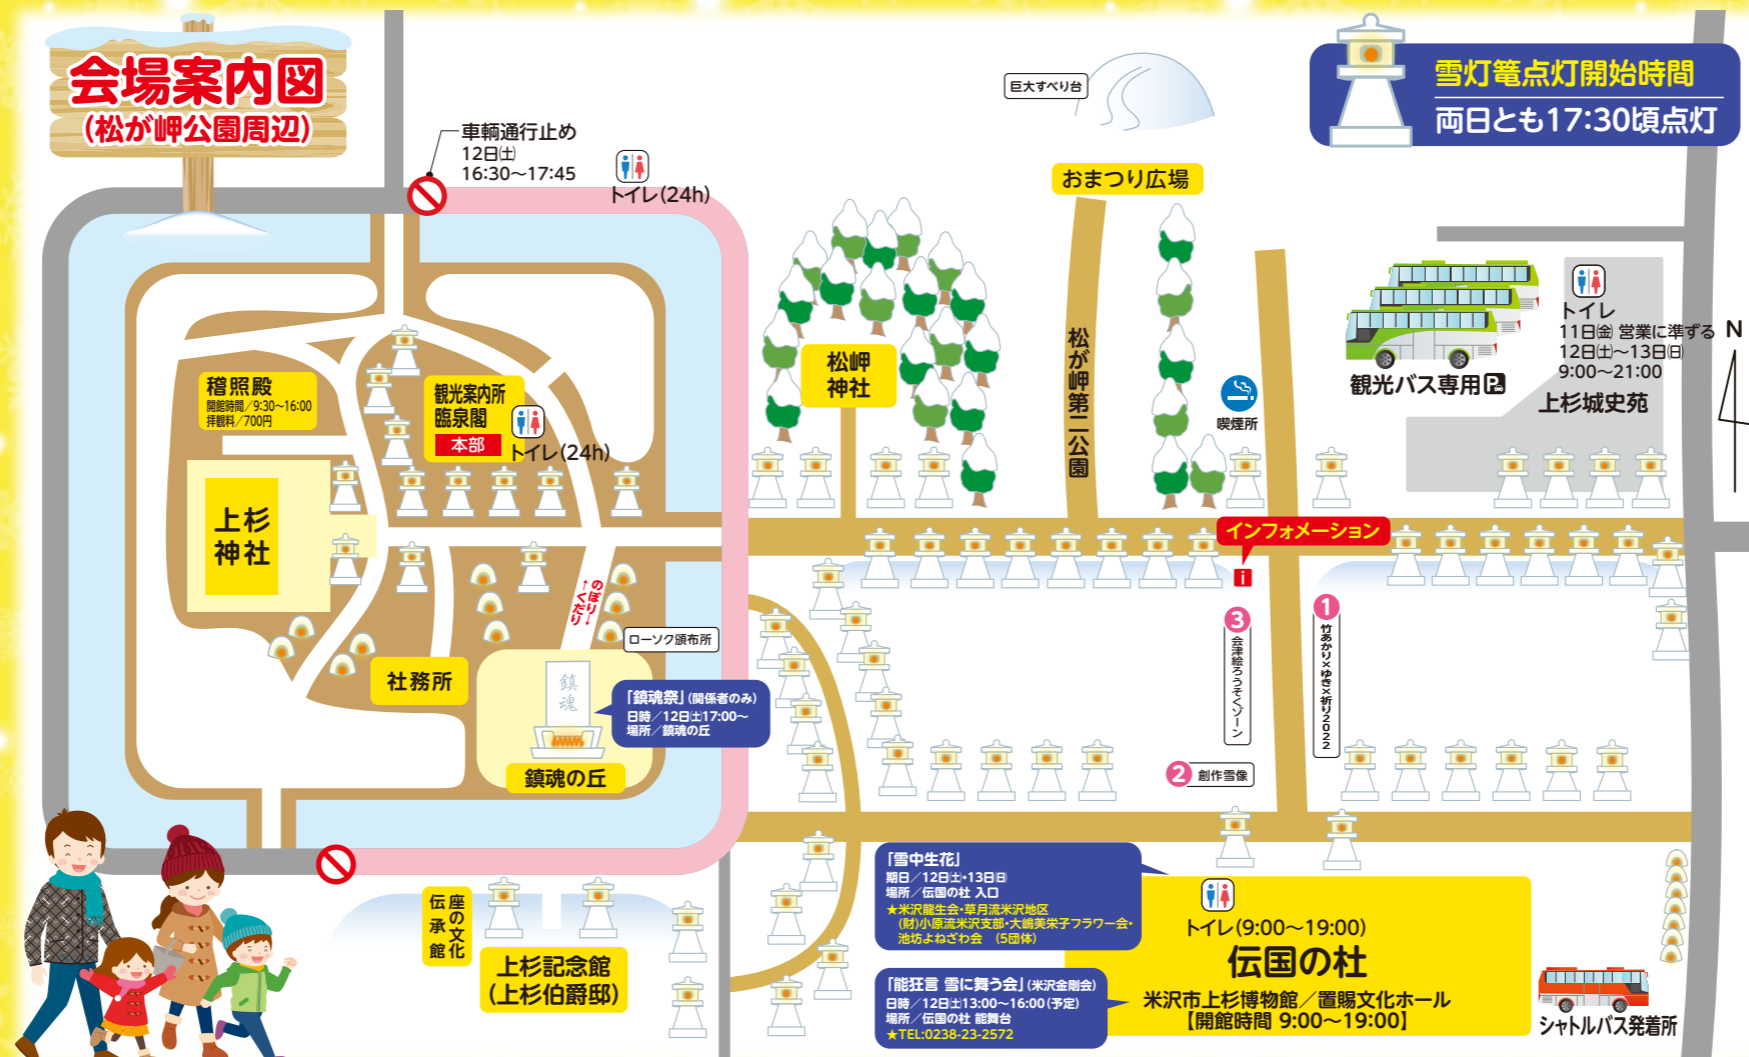 会場案内図
(松が岬公園周辺)
雪灯篭点灯開始時間
両日とも17:30頃点灯
巨大すべり台
車輌通行止め
12日㈯
16:30～17:45
トイレ(24h)
おまつり広場
松岬
神社
松が岬第二公園
喫煙所
観光バス専用P
トイレ
11日㈮ 営業に準ずる
12日㈯～13日㈰
9:00～21:00
上杉城史苑
N
稽照殿
開館時間／9:30～16:00
拝観料／700円
観光案内所
臨泉閣
本部
トイレ(24h)
上杉
神社
インフォメーション
i
のぼり→
←くだり
ローソク頒布所
社務所
鎮魂
「鎮魂祭」(関係者のみ)
日時／12日㈯17:00～
場所／鎮魂の丘
鎮魂の丘
3
会津絵ろうそくゾーン
1
竹あかり×ゆき×祈り2022
2 創作雪像
座の文化
伝承館
上杉記念館
(上杉伯爵邸)
「雪中生花」
期日／12日㈯・13日㈰
場所／伝国の杜 入口
★米沢龍生会・草月流米沢地区
(財)小原流米沢支部・大嶋美栄子フラワー会・
池坊よねざわ会 (5団体)
「能狂言 雪に舞う会」(米沢金剛会)
日時／12日㈯13:00～16:00(予定)
場所／伝国の杜 能舞台
★TEL:0238-23-2572
トイレ(9:00～19:00)
伝国の杜
米沢市上杉博物館／置賜文化ホール
【開館時間 9:00～19:00】
シャトルバス発着所